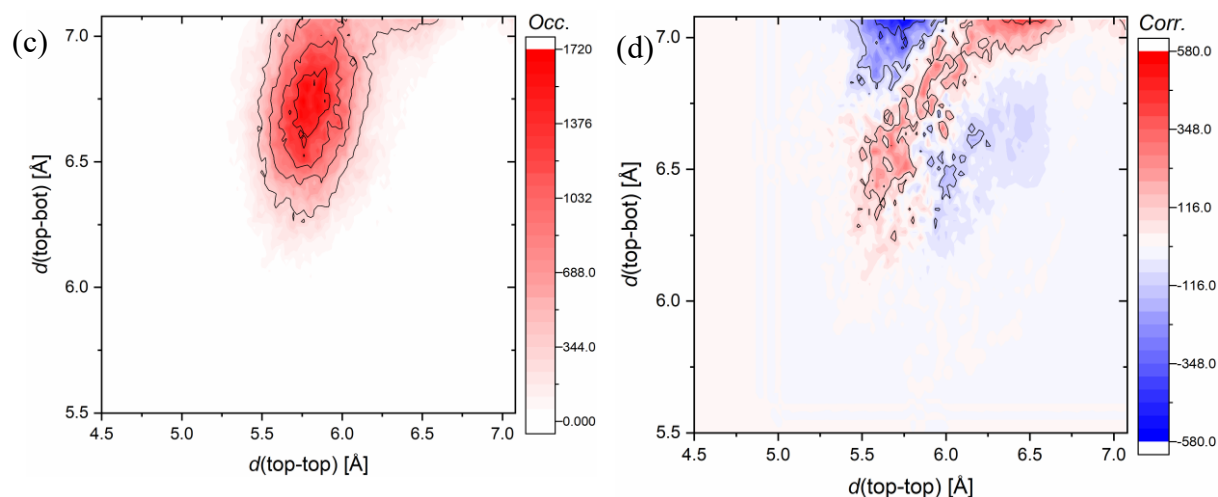 (c)
Occ.
7.0
6.5
6.0
5.5
d(top-bot) [Å]
4.5 5.0 5.5 6.0 6.5 7.0
d(top-top) [Å]
1720
1376
1032
688.0
344.0
0.000
(d)
Corr.
7.0
6.5
6.0
5.5
d(top-bot) [Å]
4.5 5.0 5.5 6.0 6.5 7.0
d(top-top) [Å]
580.0
348.0
116.0
-116.0
-348.0
-580.0